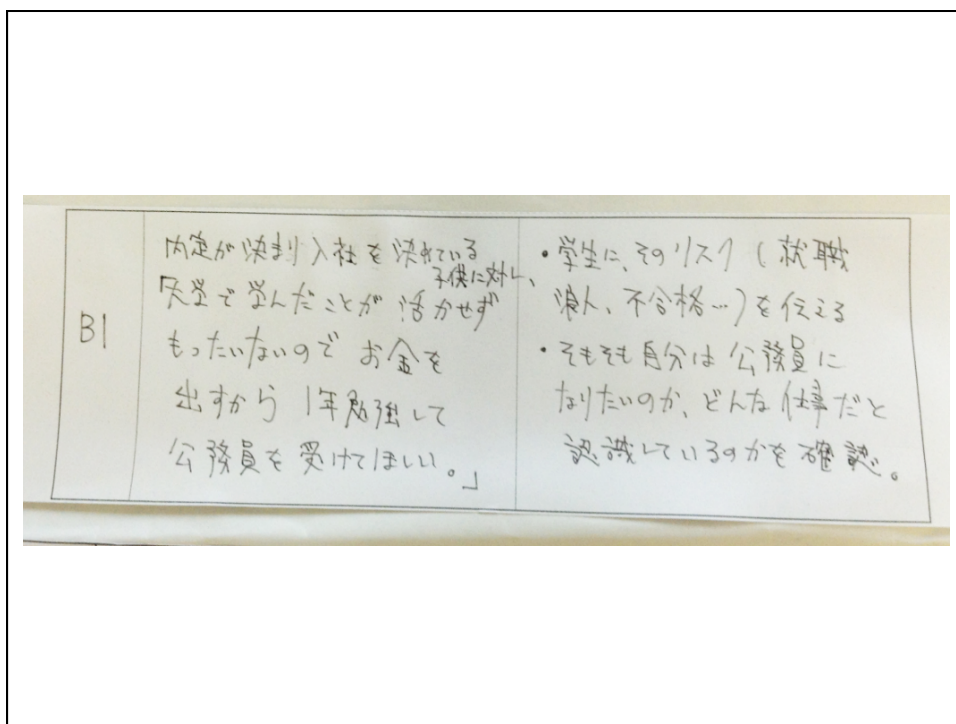 B1
内定が決まり入社を決めている
子供に対し、
「大学で学んだことが活かせず
もったいないので お金を
出すから 1年勉強して
公務員を受けてほしい。」
・学生に、そのリスク（就職
浪人、不合格…）を伝える
・そもそも自分は公務員に
なりたいのか、どんな仕事だと
認識しているのかを確認。